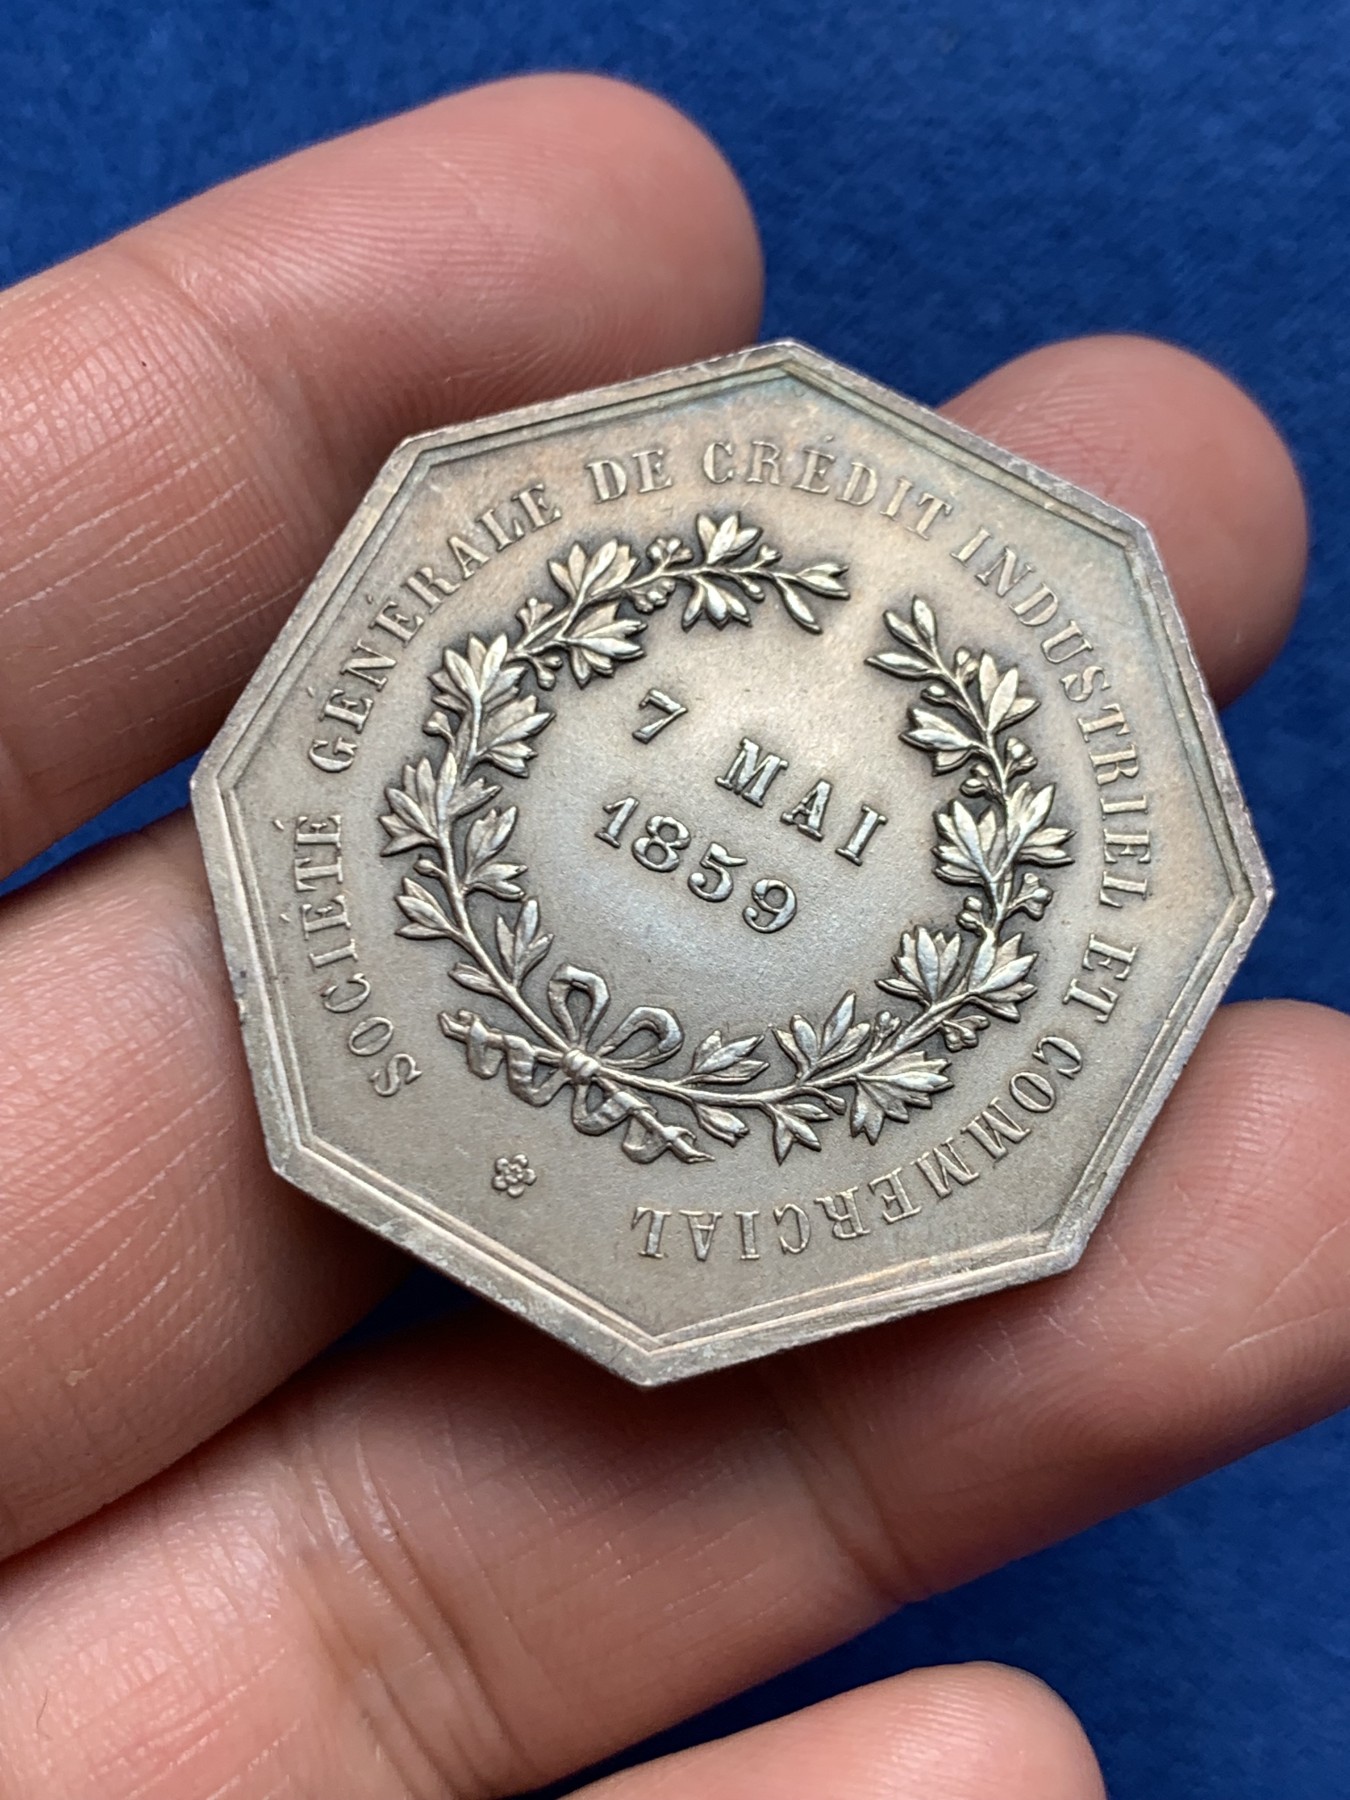 SOCIÉTÉ GÉNÉRALE DE CRÉDIT INDUSTRIEL ET COMMERCIAL
7 MAI
1859